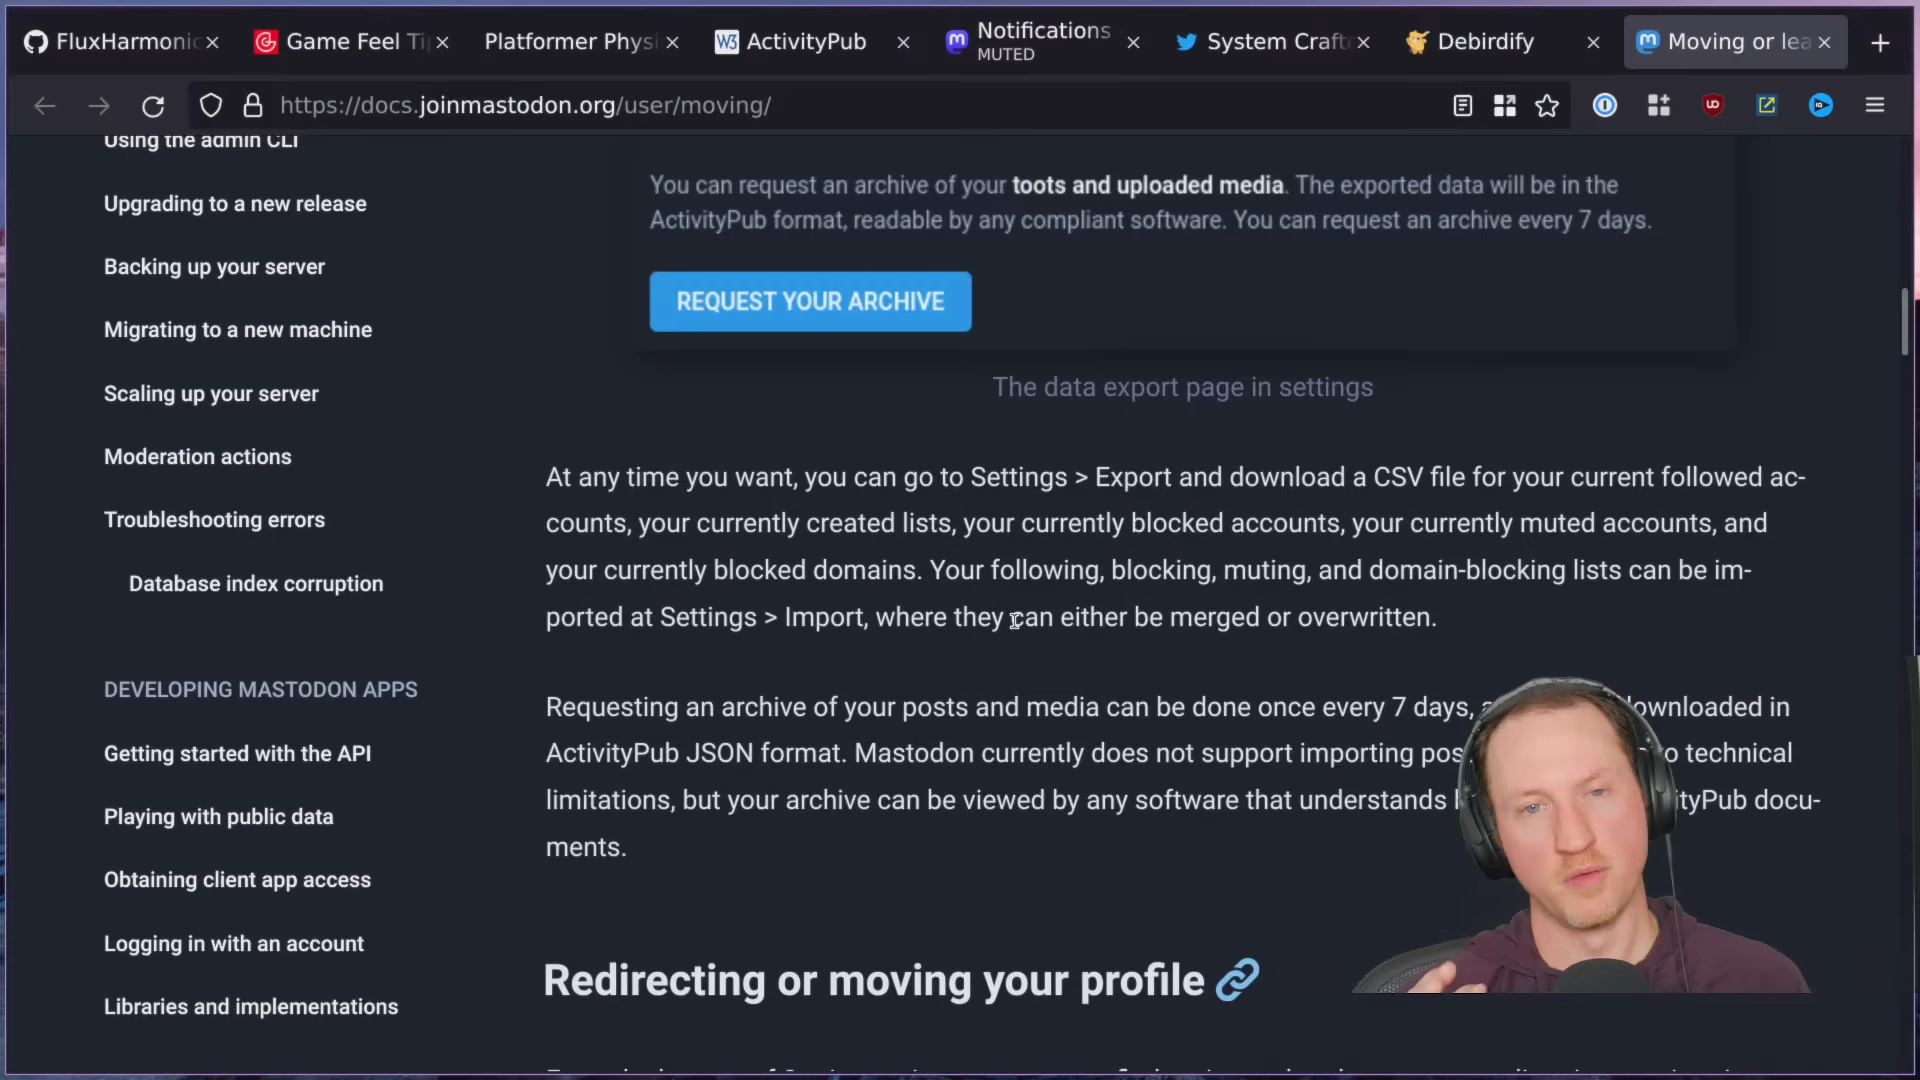 FluxHarmonic
Game Feel Tip
Platformer Physi
ActivityPub
Notifications
MUTED
System Craft
Debirdify
Moving or lea
https://docs.joinmastodon.org/user/moving/
Using the admin CLI
Upgrading to a new release
Backing up your server
Migrating to a new machine
Scaling up your server
Moderation actions
Troubleshooting errors
Database index corruption
DEVELOPING MASTODON APPS
Getting started with the API
Playing with public data
Obtaining client app access
Logging in with an account
Libraries and implementations
You can request an archive of your toots and uploaded media. The exported data will be in the
ActivityPub format, readable by any compliant software. You can request an archive every 7 days.
REQUEST YOUR ARCHIVE
The data export page in settings
At any time you want, you can go to Settings > Export and download a CSV file for your current followed ac-
counts, your currently created lists, your currently blocked accounts, your currently muted accounts, and
your currently blocked domains. Your following, blocking, muting, and domain-blocking lists can be im-
ported at Settings > Import, where they can either be merged or overwritten.
Requesting an archive of your posts and media can be done once every 7 days, downloaded in
ActivityPub JSON format. Mastodon currently does not support importing pos technical
limitations, but your archive can be viewed by any software that understands ityPub docu-
ments.
Redirecting or moving your profile